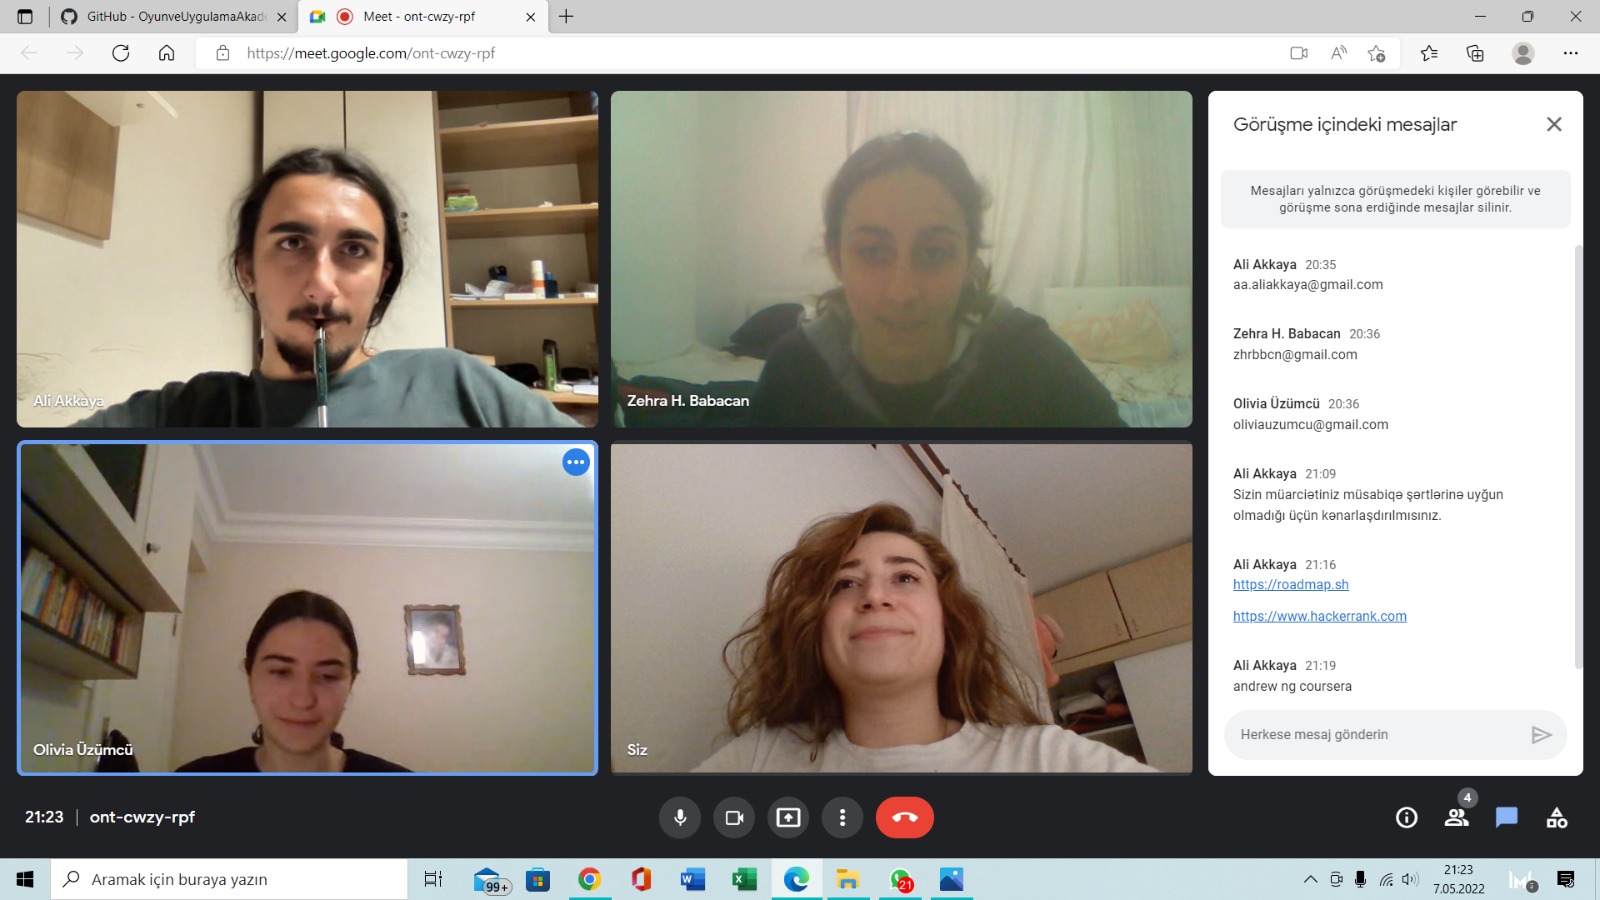 GitHub - OyunveUygulamaAkade
Meet - ont-cwzy-rpf
https://meet.google.com/ont-cwzy-rpf
Ali Akkaya
Zehra H. Babacan
Olivia Üzümcü
Siz
Görüşme içindeki mesajlar
Mesajları yalnızca görüşmedeki kişiler görebilir ve
görüşme sona erdiğinde mesajlar silinir.
Ali Akkaya 20:35
aa.aliakkaya@gmail.com
Zehra H. Babacan 20:36
zhrbbcn@gmail.com
Olivia Üzümcü 20:36
oliviauzumcu@gmail.com
Ali Akkaya 21:09
Sizin müarciətiniz müsabiqə şərtlərinə uyğun
olmadığı üçün kənarlaşdırılmısınız.
Ali Akkaya 21:16
https://roadmap.sh
https://www.hackerrank.com
Ali Akkaya 21:19
andrew ng coursera
Herkese mesaj gönderin
21:23 | ont-cwzy-rpf
4
Aramak için buraya yazın
99+
21
21:23
7.05.2022